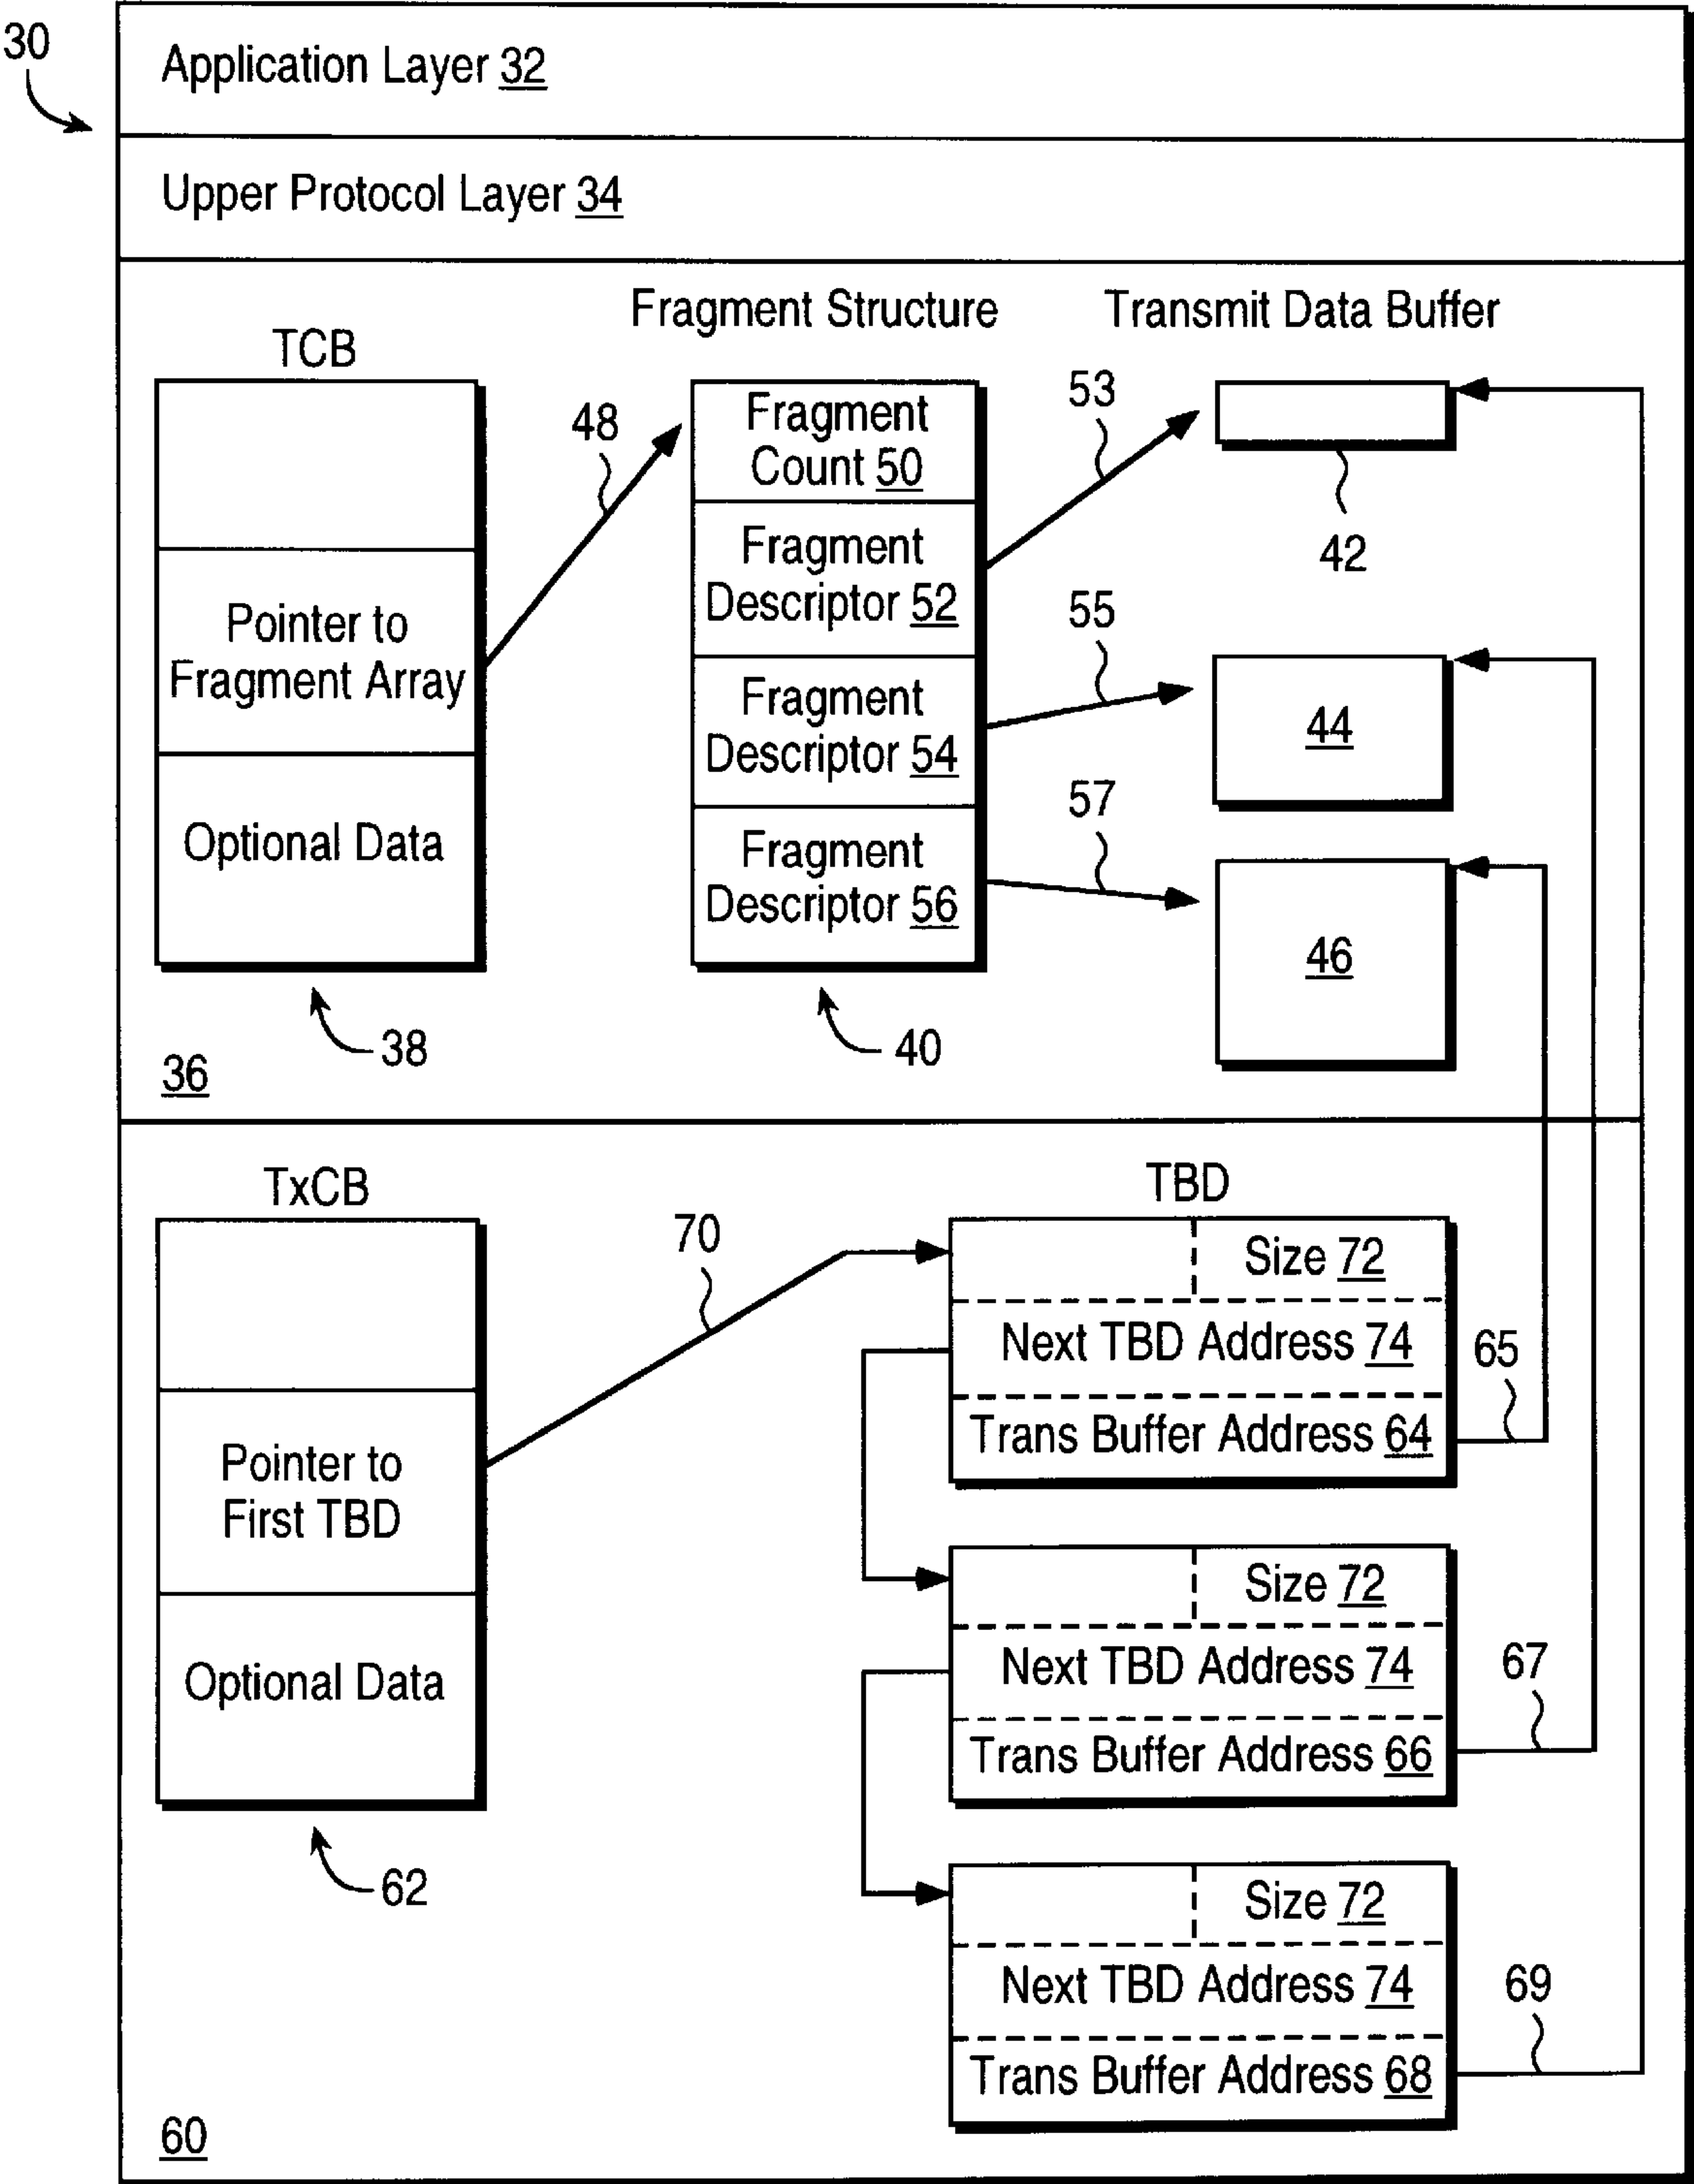 30
Application Layer 32
Upper Protocol Layer 34
Fragment Structure
Transmit Data Buffer
TCB
Pointer to
Fragment Array
Optional Data
38
36
48
Fragment
Count 50
Fragment
Descriptor 52
Fragment
Descriptor 54
Fragment
Descriptor 56
40
53
42
55
44
57
46
TxCB
Pointer to
First TBD
Optional Data
62
60
70
TBD
Size 72
Next TBD Address 74
Trans Buffer Address 64
65
Size 72
Next TBD Address 74
Trans Buffer Address 66
67
Size 72
Next TBD Address 74
Trans Buffer Address 68
69